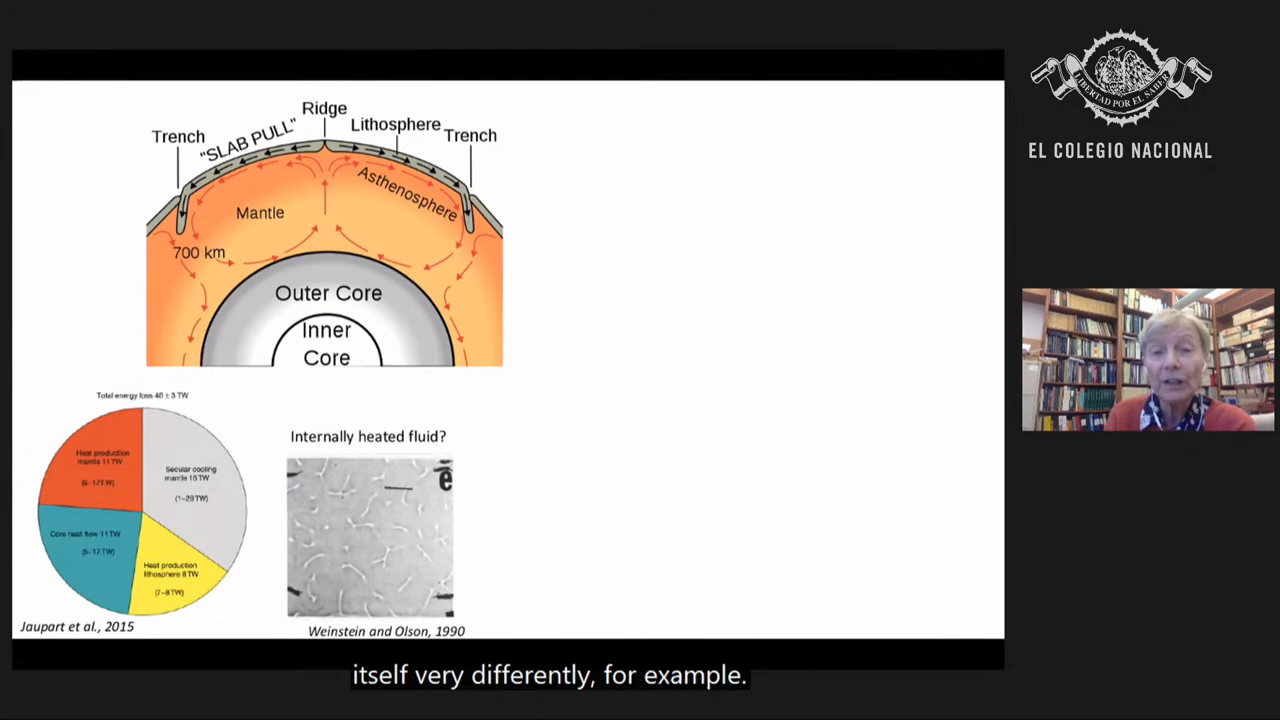 Ridge
Trench
"SLAB PULL"
Lithosphere
Trench
Asthenosphere
Mantle
700 km
Outer Core
Inner
Core
Total energy loss 46 ± 3 TW
Heat production
mantle 11 TW
Secular cooling
mantle 16 TW
(1–29 TW)
Core heat flow 11 TW
(5–17 TW)
Heat production
lithosphere 8 TW
(7–8 TW)
Jaupart et al., 2015
Internally heated fluid?
e
Weinstein and Olson, 1990
itself very differently, for example.
LIBERTAD POR EL SABER
EL COLEGIO NACIONAL